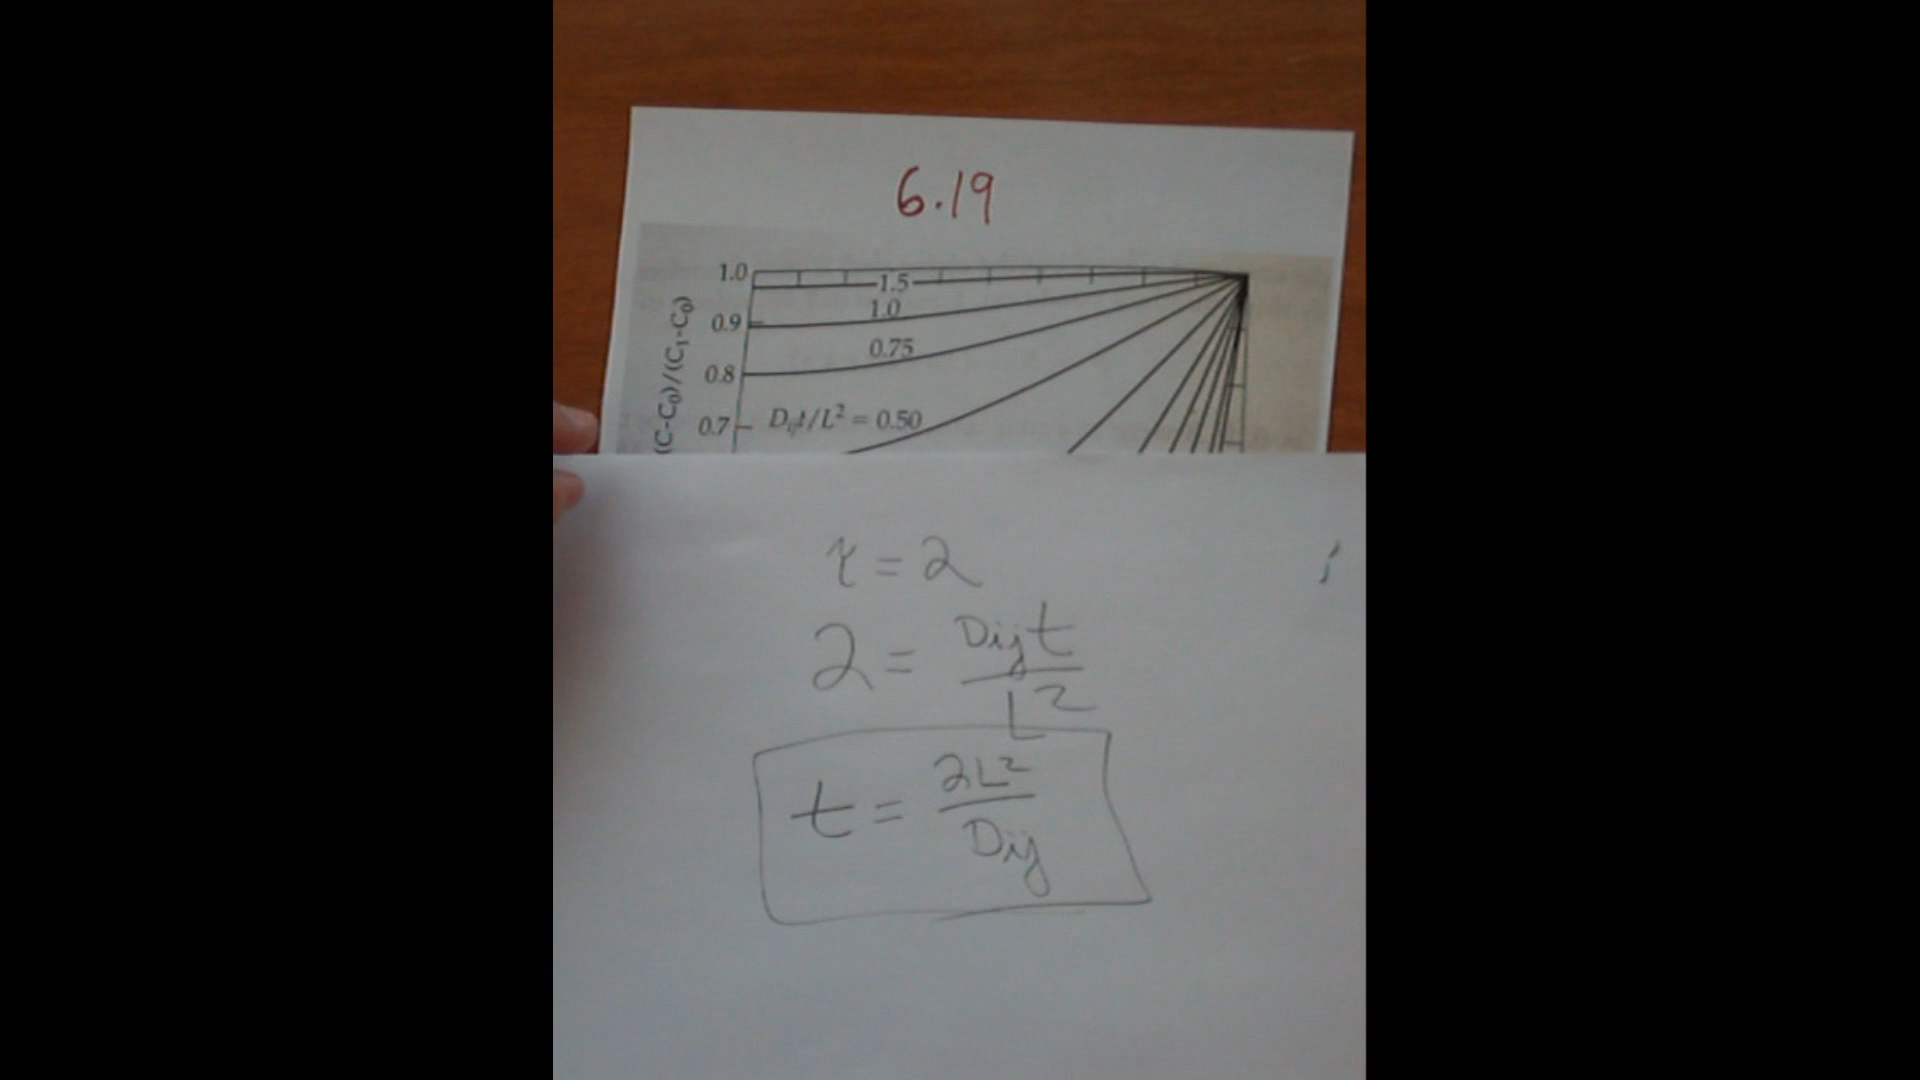 6.19
1.0
1.5
1.0
0.9
0.75
0.8
(C-C₀)/(C₁-C₀)
0.7
Dᵢⱼt/L² = 0.50
τ = 2
2 = Dijt / L²
t = 2L² / Dij